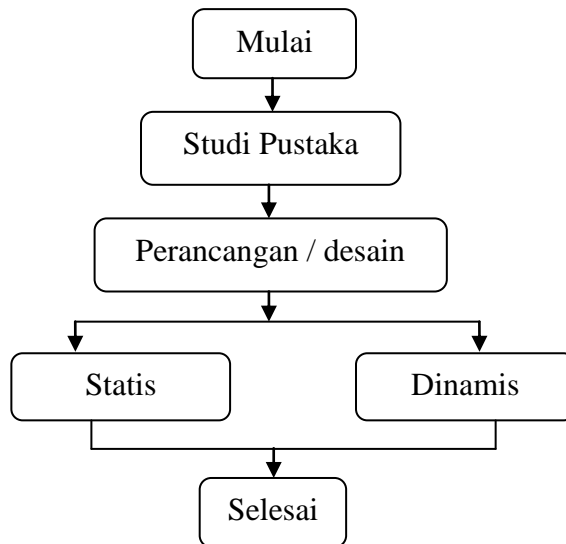 Mulai
Studi Pustaka
Perancangan / desain
Statis
Dinamis
Selesai